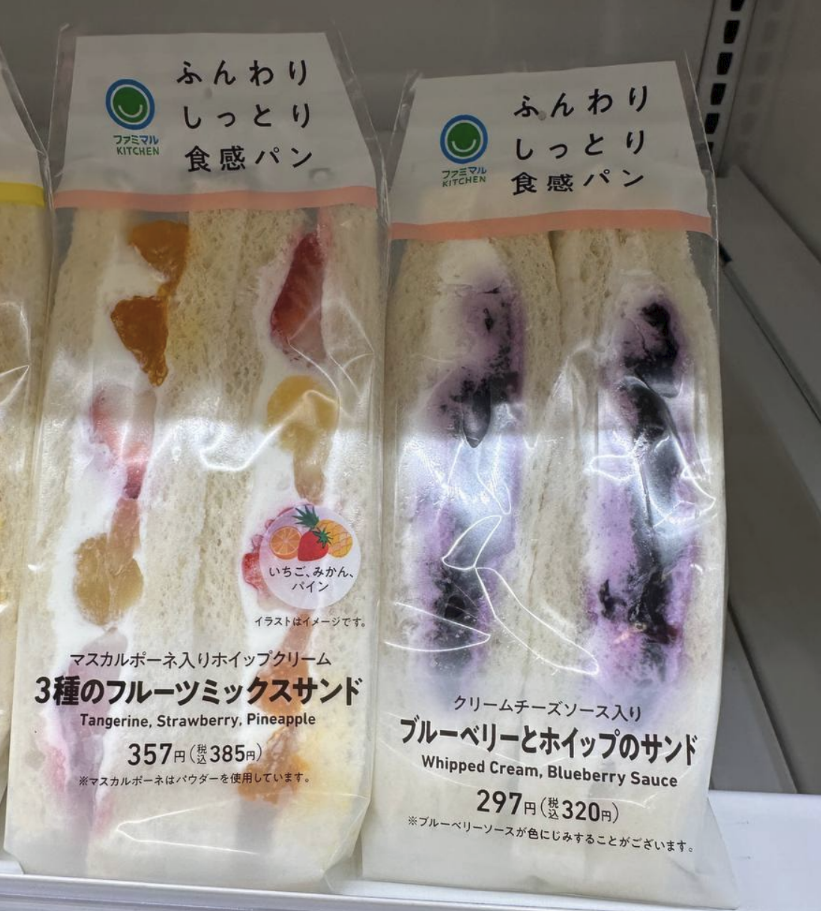 ふんわり
しっとり
食感パン
ファミマル
KITCHEN
いちご、みかん、
パイン
イラストはイメージです。
マスカルポーネ入りホイップクリーム
3種のフルーツミックスサンド
Tangerine, Strawberry, Pineapple
357円(税込385円)
※マスカルポーネはパウダーを使用しています。
ふんわり
しっとり
食感パン
ファミマル
KITCHEN
クリームチーズソース入り
ブルーベリーとホイップのサンド
Whipped Cream, Blueberry Sauce
297円(税込320円)
※ブルーベリーソースが色にじみすることがございます。